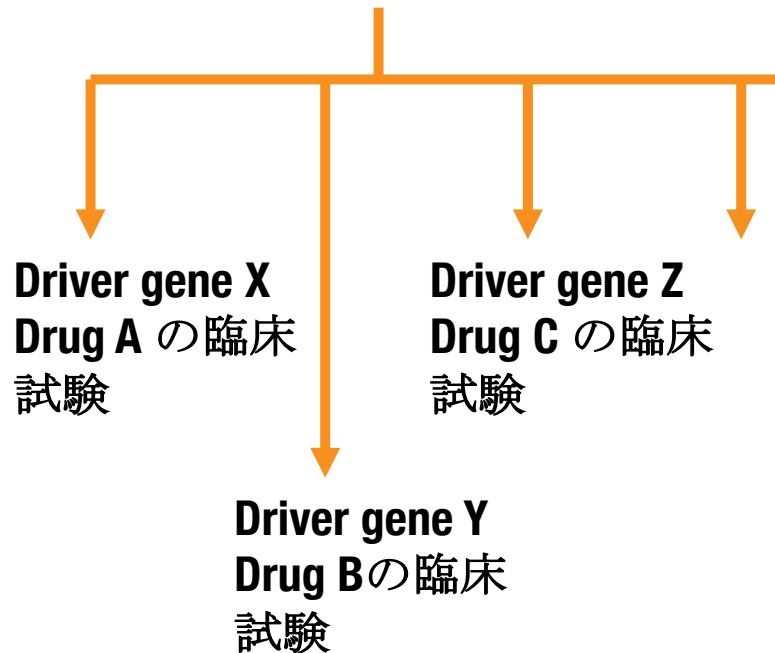 Driver gene X
Drug A の臨床
試験
Driver gene Z
Drug C の臨床
試験
Driver gene Y
Drug Bの臨床
試験